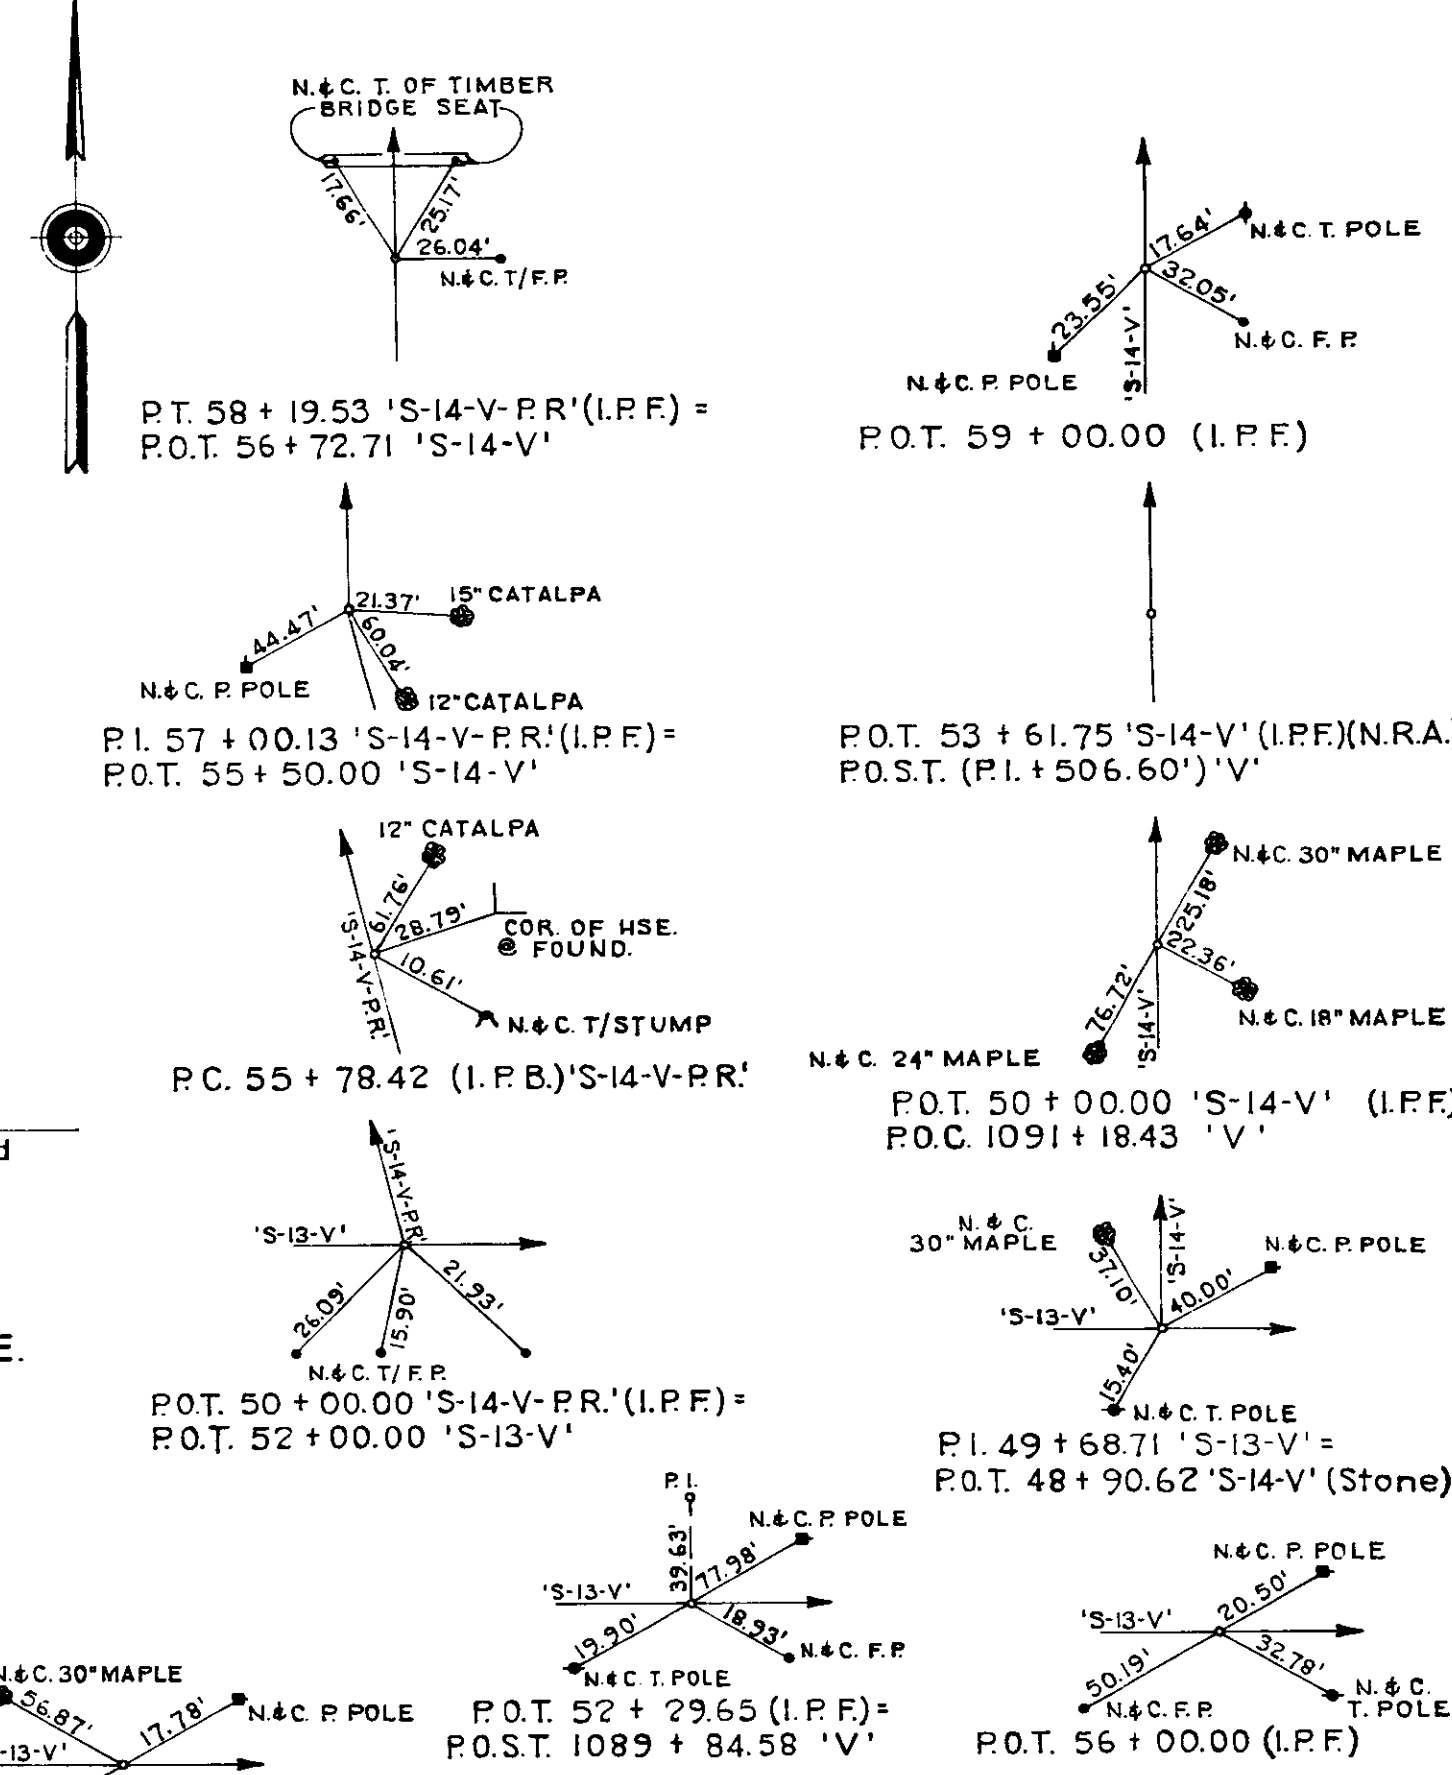 N.&C. T. OF TIMBER
BRIDGE SEAT
17.66'
25.17'
26.04'
N.&C. T/F.P.
P.T. 58 + 19.53 'S-14-V-P.R' (I.P.F.) =
P.O.T. 56 + 72.71 'S-14-V'
17.64'
N.&C. T. POLE
32.05'
23.55'
N.&C. F.P.
N.&C. P. POLE
'S-14-V'
P.O.T. 59 + 00.00 (I.P.F.)
21.37'
15" CATALPA
44.47'
60.04'
N.&C. P. POLE
12" CATALPA
P.I. 57 + 00.13 'S-14-V-P.R.' (I.P.F.) =
P.O.T. 55 + 50.00 'S-14-V'
P.O.T. 53 + 61.75 'S-14-V' (I.P.F.)(N.R.A.
P.O.S.T. (P.I. + 506.60') 'V'
12" CATALPA
61.76'
28.79'
COR. OF HSE.
@ FOUND.
'S-14-V-P.R.'
10.61'
N.&C. T/STUMP
P.C. 55 + 78.42 (I.P.B.) 'S-14-V-P.R.'
N.&C. 30" MAPLE
225.18'
22.36'
76.72'
N.&C. 18" MAPLE
'S-14-V'
N.&C. 24" MAPLE
P.O.T. 50 + 00.00 'S-14-V' (I.P.F.)
P.O.C. 1091 + 18.43 'V'
d
E.
'S-14-V-P.R.'
'S-13-V'
26.09'
15.90'
21.93'
N.&C. T/F.P.
P.O.T. 50 + 00.00 'S-14-V-P.R.' (I.P.F.) =
P.O.T. 52 + 00.00 'S-13-V'
N. & C.
30" MAPLE
37.10'
'S-14-V'
N.&C. P. POLE
40.00'
'S-13-V'
15.40'
N.&C. T. POLE
P.I. 49 + 68.71 'S-13-V' =
P.O.T. 48 + 90.62 'S-14-V' (Stone)
P.I.
39.63'
77.98'
N.&C. P. POLE
'S-13-V'
19.90'
18.93'
N.&C. F.P.
N.&C. T. POLE
P.O.T. 52 + 29.65 (I.P.F.) =
P.O.S.T. 1089 + 84.58 'V'
N.&C. P. POLE
20.50'
'S-13-V'
50.19'
32.78'
N.&C. F.P.
N. & C.
T. POLE
P.O.T. 56 + 00.00 (I.P.F.)
N.&C. 30" MAPLE
56.87'
17.78'
N.&C. P. POLE
-13-V'